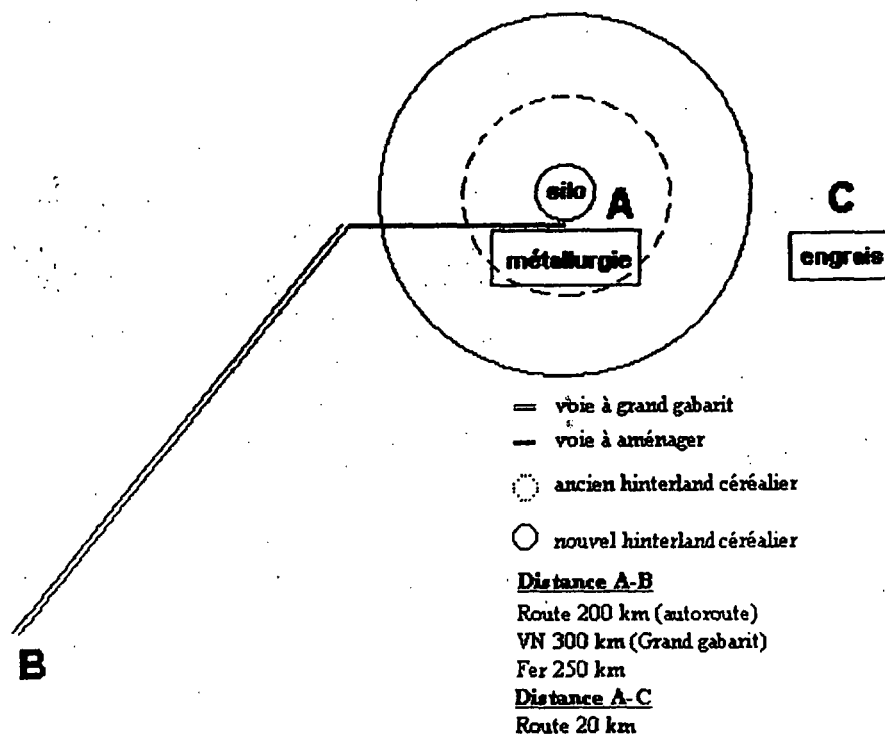 silo
A
C
métallurgie
engrais
voie à grand gabarit
voie à aménager
ancien hinterland céréalier
nouvel hinterland céréalier
Distance A-B
Route 200 km (autoroute)
VN 300 km (Grand gabarit)
Fer 250 km
Distance A-C
Route 20 km
B